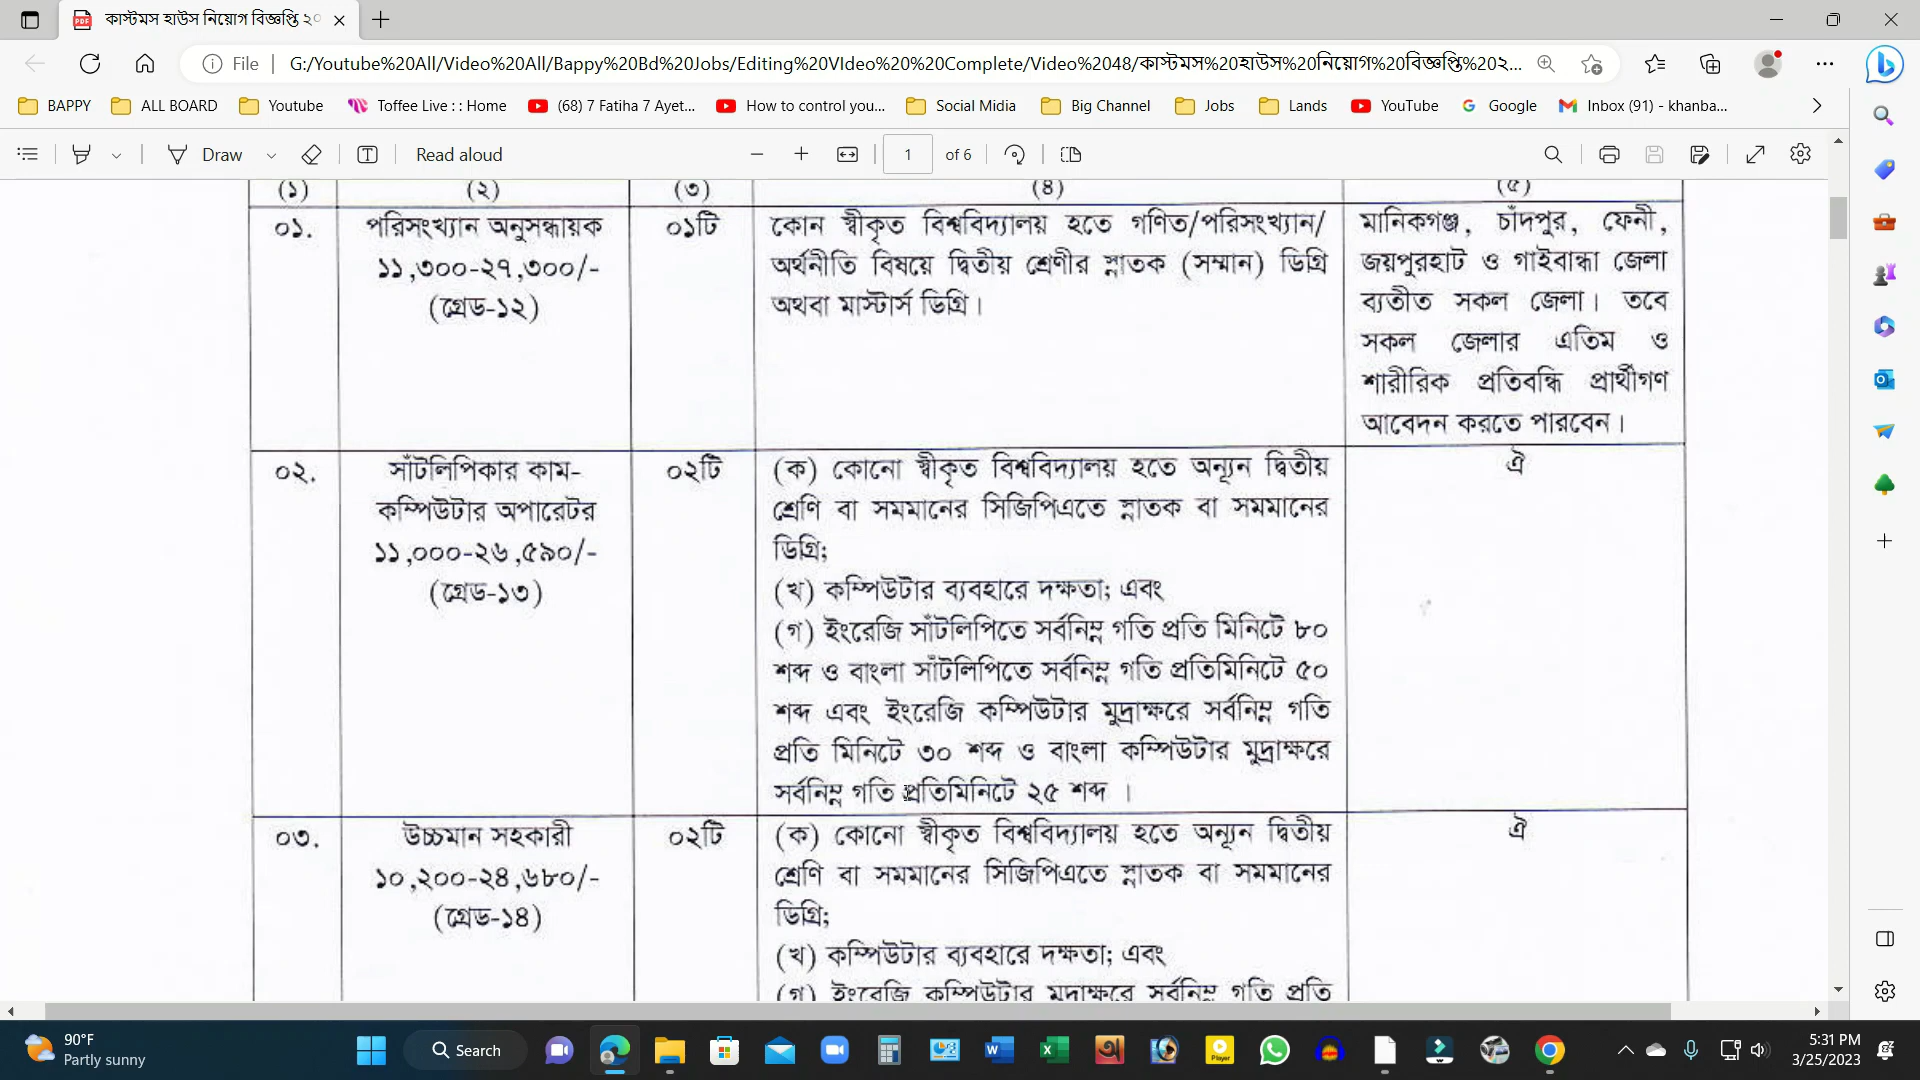 কাস্টমস হাউস নিয়োগ বিজ্ঞপ্তি ২০
File
G:/Youtube%20All/Video%20All/Bappy%20Bd%20Jobs/Editing%20VIdeo%20%20Complete/Video%2048/কাস্টমস%20হাউস%20নিয়োগ%20বিজ্ঞপ্তি%20২...
BAPPY
ALL BOARD
Youtube
Toffee Live : : Home
(68) 7 Fatiha 7 Ayet...
How to control you...
Social Midia
Big Channel
Jobs
Lands
YouTube
Google
Inbox (91) - khanba...
Draw
Read aloud
1 of 6
(১)
(২)
(৩)
(৪)
(৫)
০১.
পরিসংখ্যান অনুসন্ধায়ক
১১,৩০০-২৭,৩০০/-
(গ্রেড-১২)
০১টি
কোন স্বীকৃত বিশ্ববিদ্যালয় হতে গণিত/পরিসংখ্যান/
অর্থনীতি বিষয়ে দ্বিতীয় শ্রেণীর স্নাতক (সম্মান) ডিগ্রি
অথবা মাস্টার্স ডিগ্রি।
মানিকগঞ্জ, চাঁদপুর, ফেনী,
জয়পুরহাট ও গাইবান্ধা জেলা
ব্যতীত সকল জেলা। তবে
সকল জেলার এতিম ও
শারীরিক প্রতিবন্ধি প্রার্থীগণ
আবেদন করতে পারবেন।
০২.
সাঁটলিপিকার কাম-
কম্পিউটার অপারেটর
১১,০০০-২৬,৫৯০/-
(গ্রেড-১৩)
০২টি
(ক) কোনো স্বীকৃত বিশ্ববিদ্যালয় হতে অন্যূন দ্বিতীয়
শ্রেণি বা সমমানের সিজিপিএতে স্নাতক বা সমমানের
ডিগ্রি;
(খ) কম্পিউটার ব্যবহারে দক্ষতা; এবং
(গ) ইংরেজি সাঁটলিপিতে সর্বনিম্ন গতি প্রতি মিনিটে ৮০
শব্দ ও বাংলা সাঁটলিপিতে সর্বনিম্ন গতি প্রতিমিনিটে ৫০
শব্দ এবং ইংরেজি কম্পিউটার মুদ্রাক্ষরে সর্বনিম্ন গতি
প্রতি মিনিটে ৩০ শব্দ ও বাংলা কম্পিউটার মুদ্রাক্ষরে
সর্বনিম্ন গতি প্রতিমিনিটে ২৫ শব্দ ।
ঐ
০৩.
উচ্চমান সহকারী
১০,২০০-২৪,৬৮০/-
(গ্রেড-১৪)
০২টি
(ক) কোনো স্বীকৃত বিশ্ববিদ্যালয় হতে অন্যূন দ্বিতীয়
শ্রেণি বা সমমানের সিজিপিএতে স্নাতক বা সমমানের
ডিগ্রি;
(খ) কম্পিউটার ব্যবহারে দক্ষতা; এবং
(গ) ইংরেজি কম্পিউটার মুদ্রাক্ষরে সর্বনিম্ন গতি প্রতি
ঐ
90°F
Partly sunny
Search
Player
5:31 PM
3/25/2023